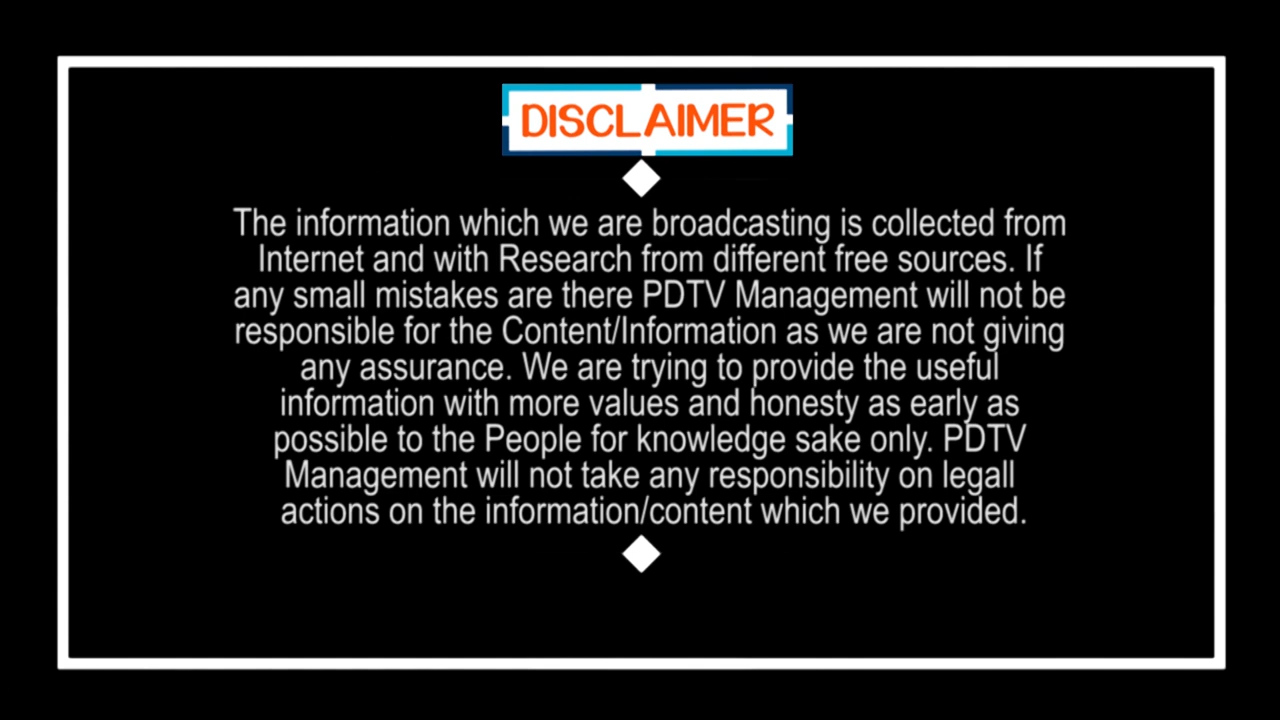 DISCLAIMER
The information which we are broadcasting is collected from
Internet and with Research from different free sources. If
any small mistakes are there PDTV Management will not be
responsible for the Content/Information as we are not giving
any assurance. We are trying to provide the useful
information with more values and honesty as early as
possible to the People for knowledge sake only. PDTV
Management will not take any responsibility on legall
actions on the information/content which we provided.